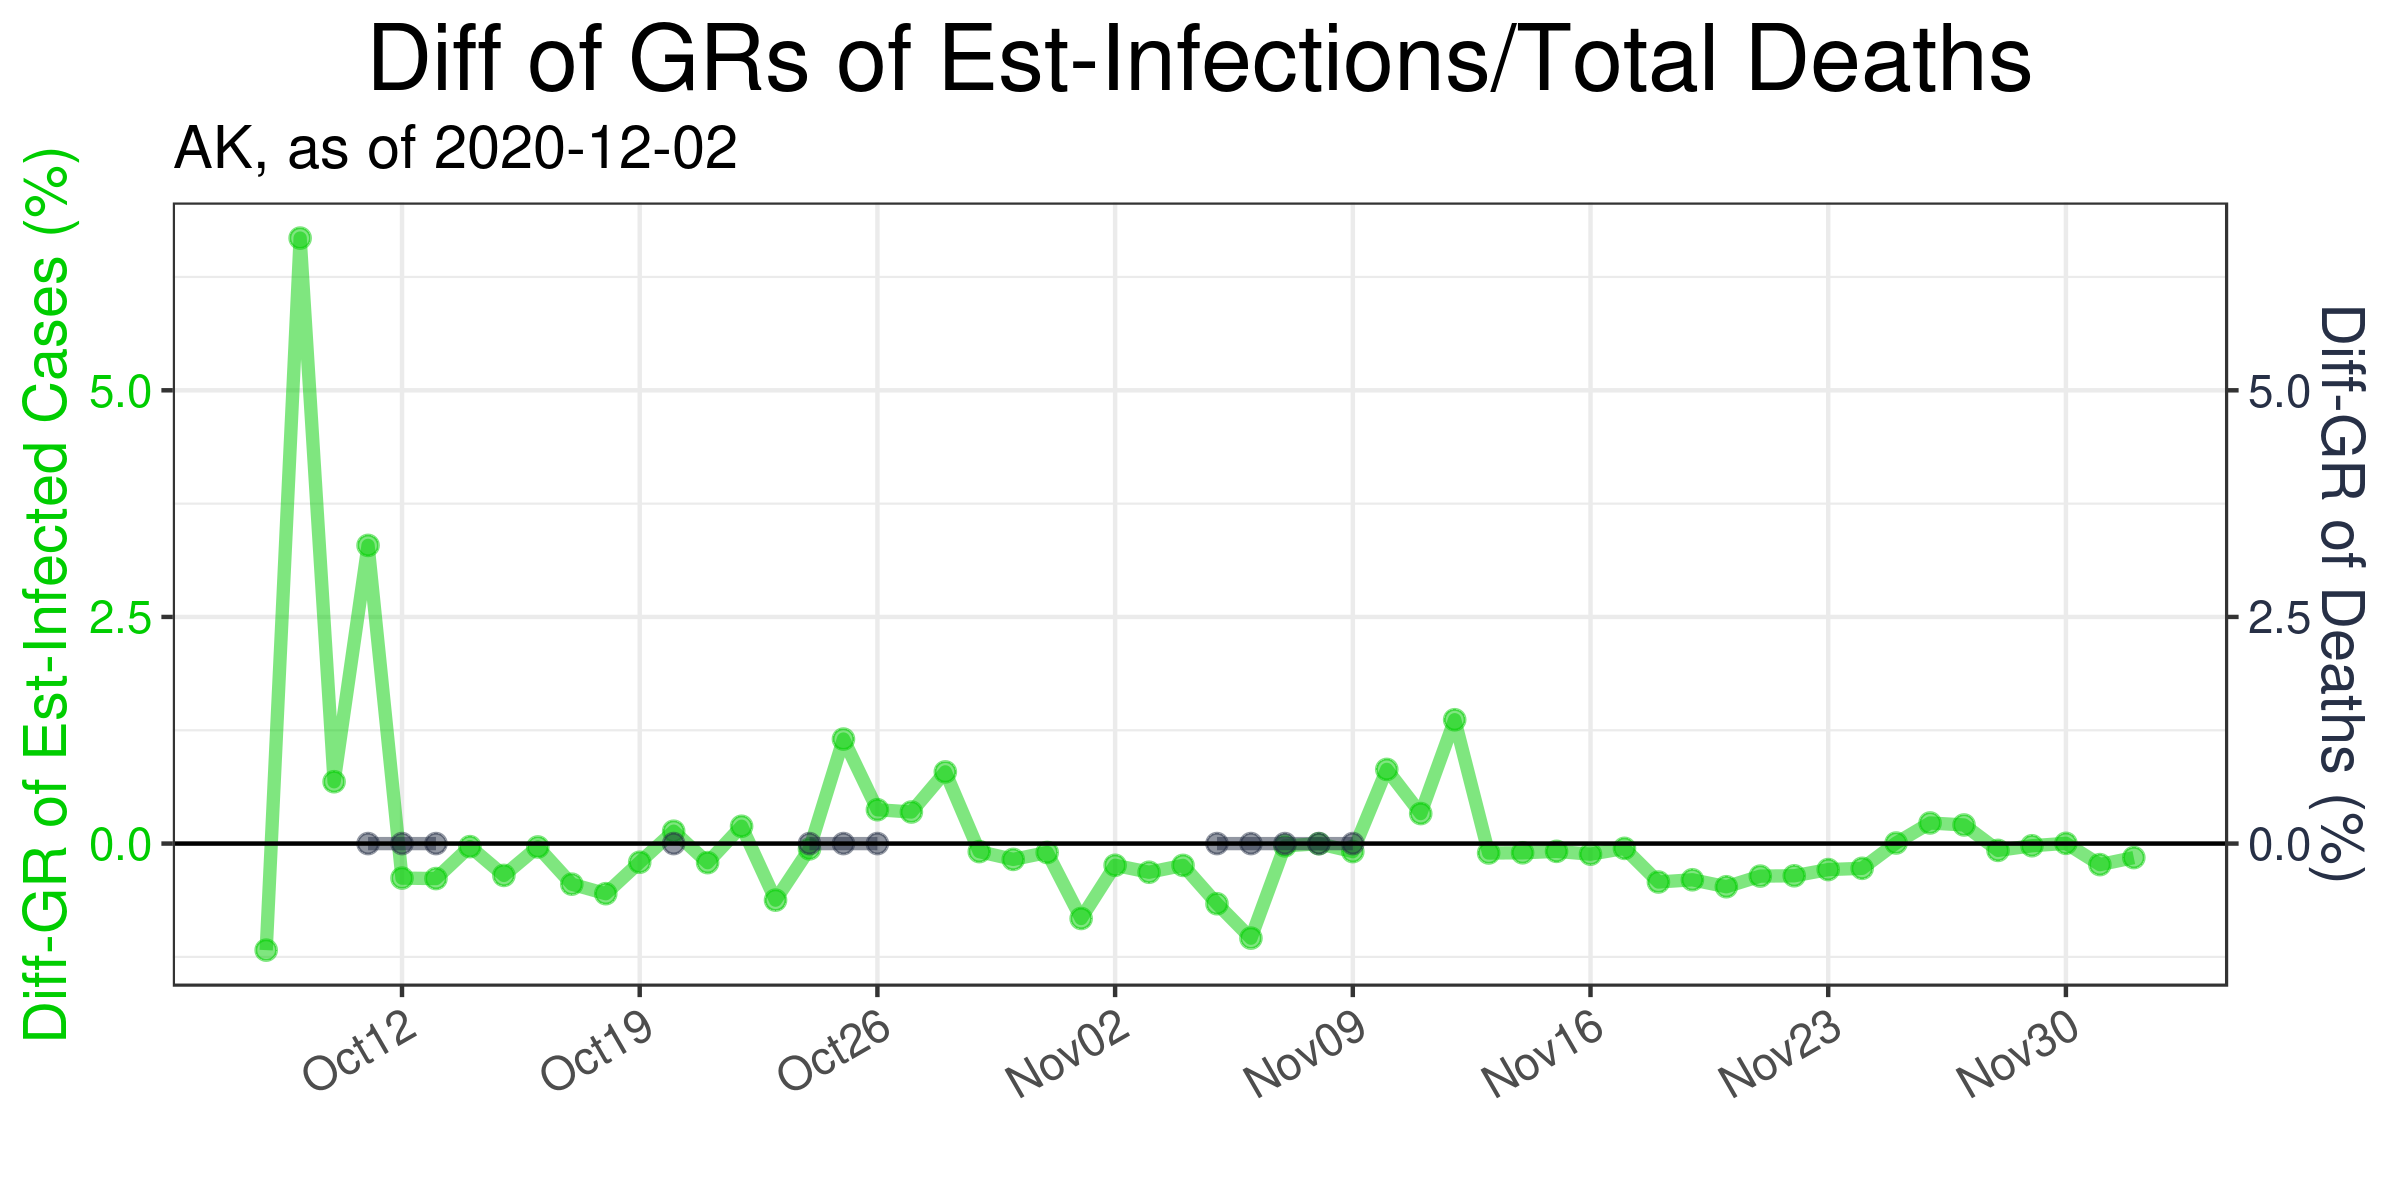 Diff of GRs of Est-Infections/Total Deaths
AK, as of 2020-12-02
Diff-GR of Est-Infected Cases (%)
5.0
2.5
0.0
5.0
2.5
0.0
Diff-GR of Deaths (%)
Oct12
Oct19
Oct26
Nov02
Nov09
Nov16
Nov23
Nov30